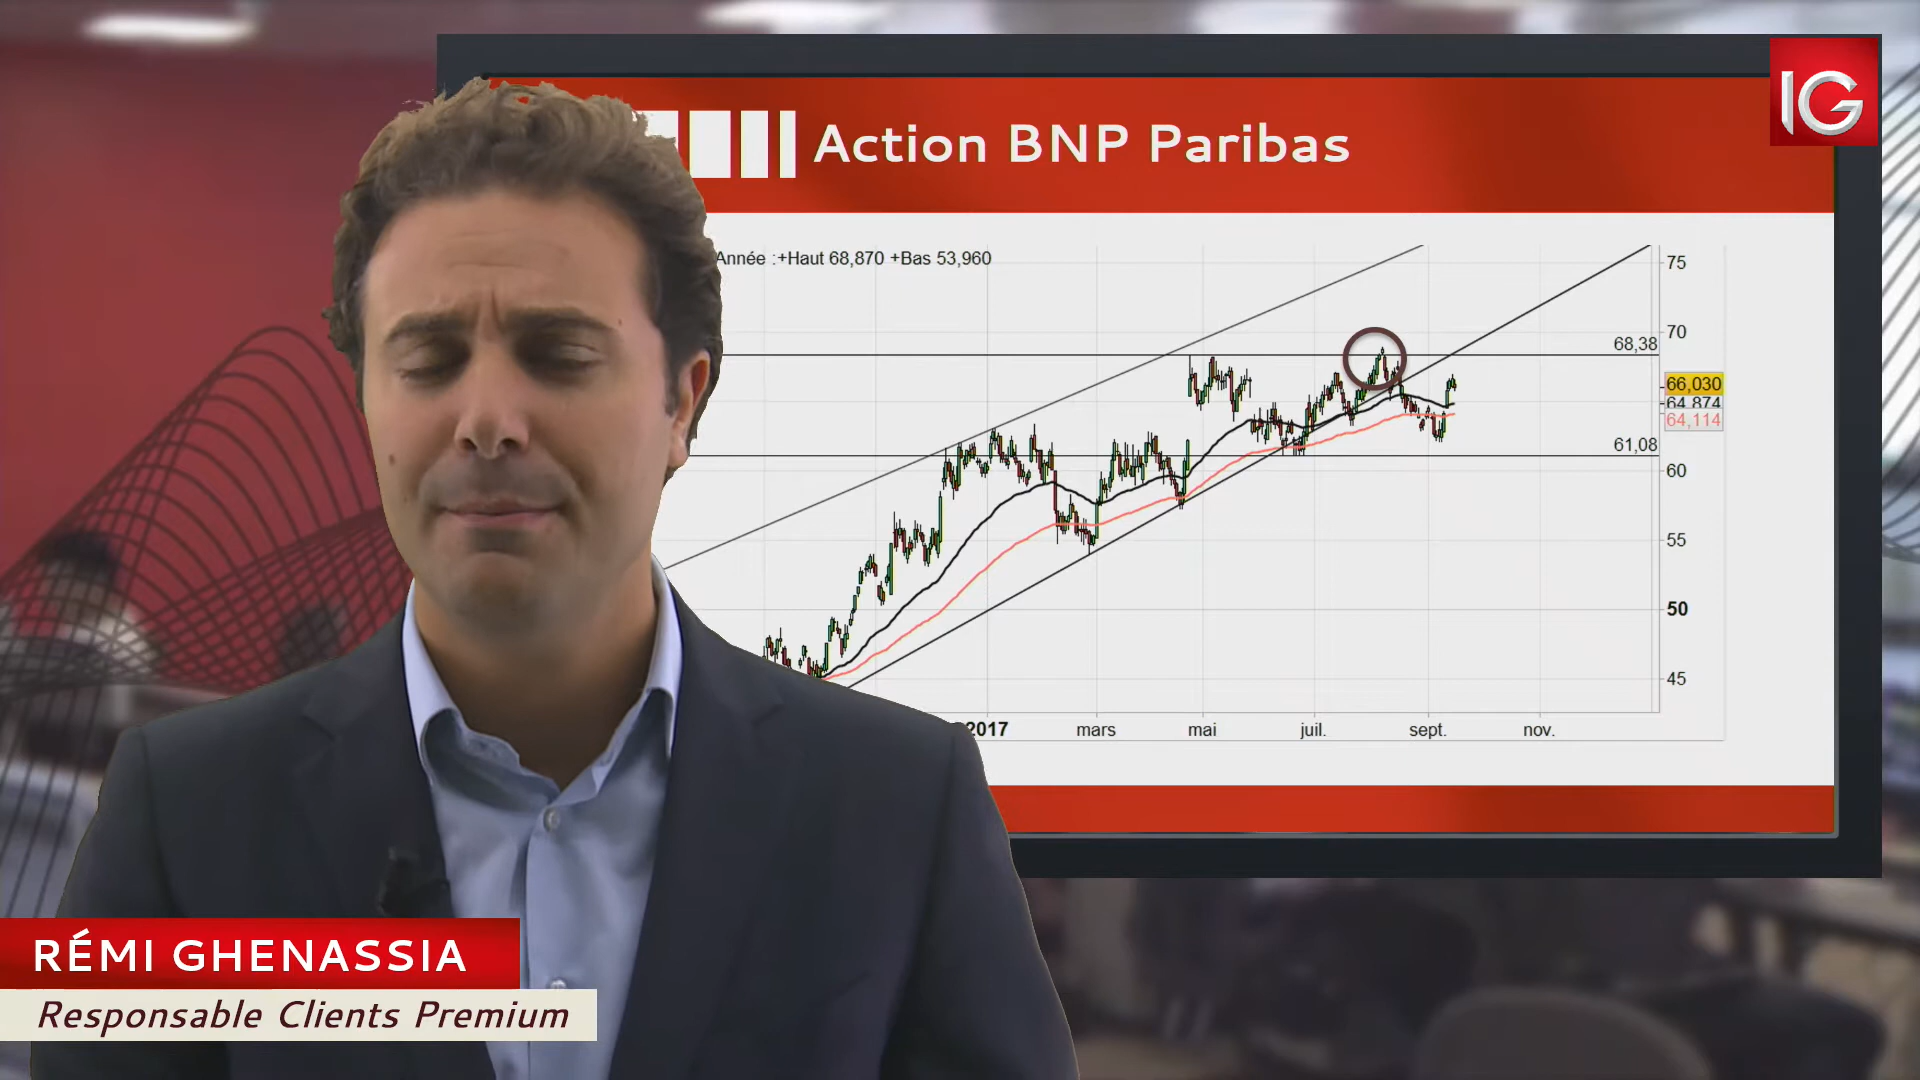 IG
Action BNP Paribas
Année :+Haut 68,870 +Bas 53,960
75
70
68,38
66,030
64,874
64,114
61,08
60
55
50
45
2017 mars mai juil. sept. nov.
RÉMI GHENASSIA
Responsable Clients Premium